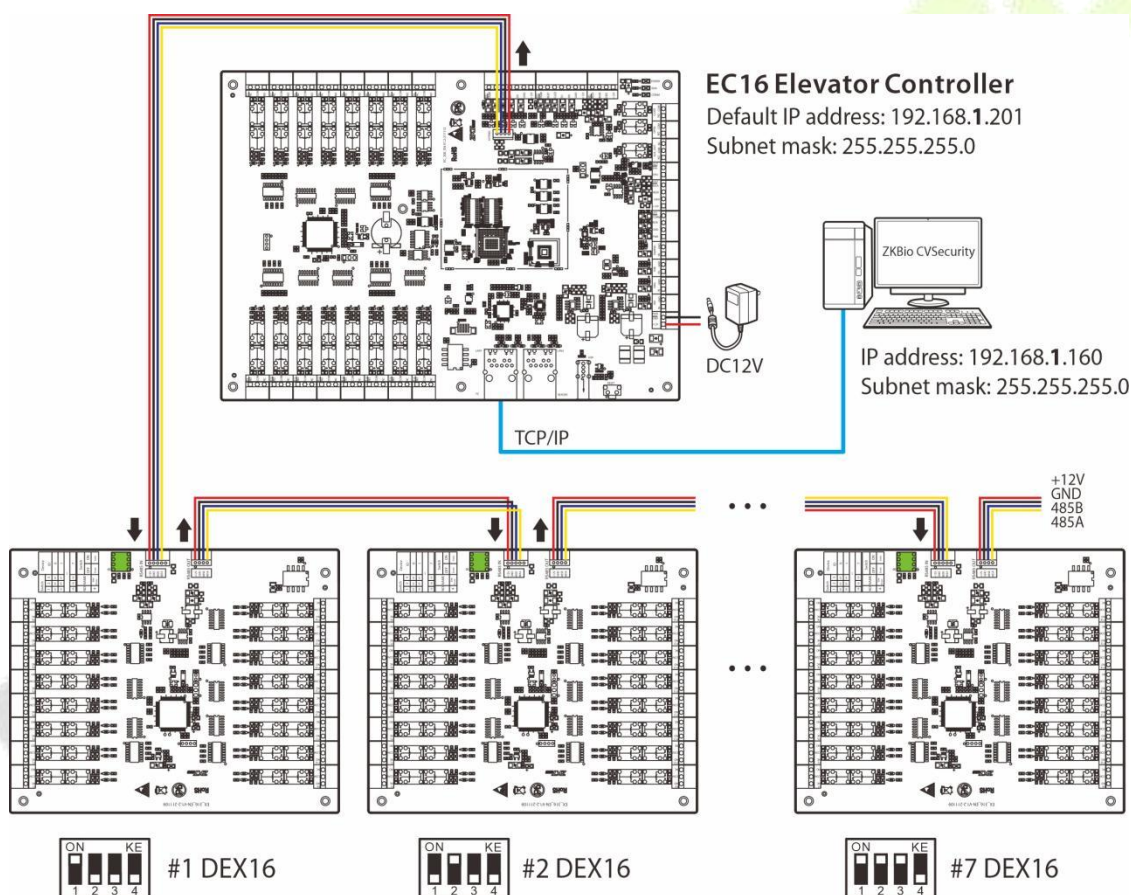 EC16 Elevator Controller
Default IP address: 192.168.1.201
Subnet mask: 255.255.255.0
ZKBio CVSecurity
DC12V
IP address: 192.168.1.160
Subnet mask: 255.255.255.0
TCP/IP
+12V
GND
485B
485A
ON KE
1 2 3 4
#1 DEX16
ON KE
1 2 3 4
#2 DEX16
ON KE
1 2 3 4
#7 DEX16